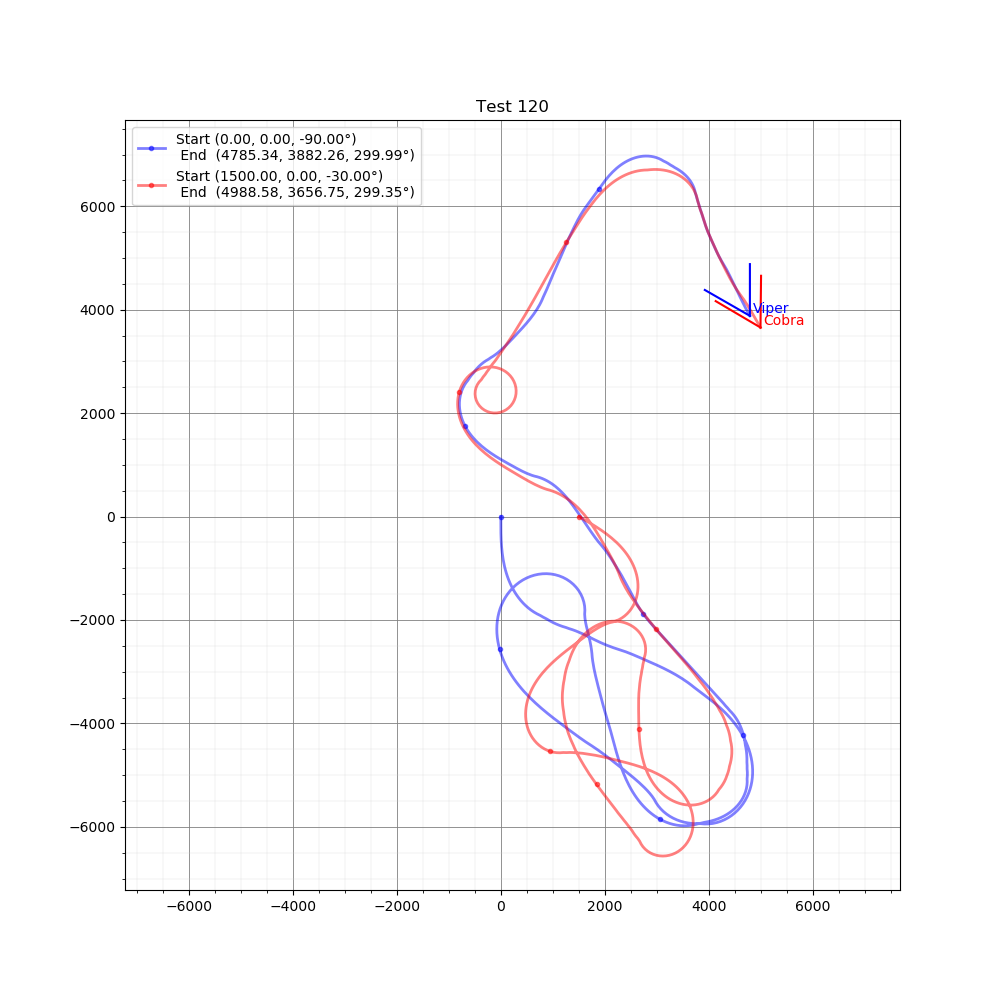 Test 120
Start (0.00, 0.00, -90.00°)
End (4785.34, 3882.26, 299.99°)
Start (1500.00, 0.00, -30.00°)
End (4988.58, 3656.75, 299.35°)
6000
4000
2000
0
−2000
−4000
−6000
Viper
Cobra
−6000 −4000 −2000 0 2000 4000 6000